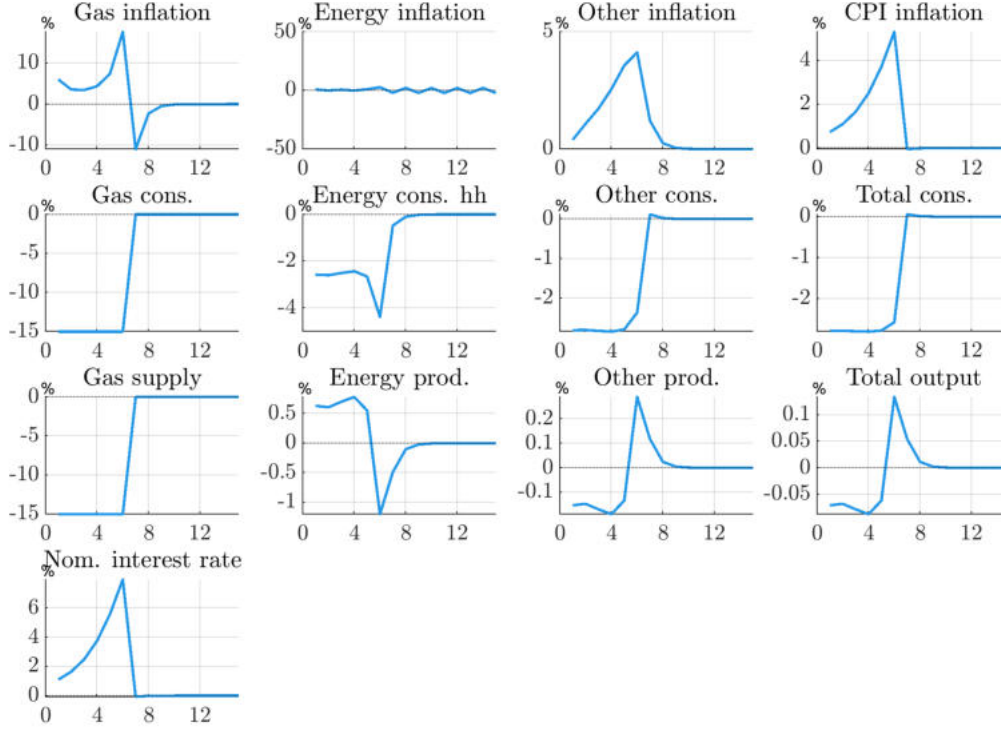 Gas inflation
%
10
0
-10
0 4 8 12
Energy inflation
50
%
0
-50
0 4 8 12
Other inflation
5
%
0
0 4 8 12
CPI inflation
%
4
2
0
0 4 8 12
Gas cons.
0
%
-5
-10
-15
0 4 8 12
Energy cons. hh
0
%
-2
-4
0 4 8 12
Other cons.
%
0
-1
-2
0 4 8 12
Total cons.
%
0
-1
-2
0 4 8 12
Gas supply
0
%
-5
-10
-15
0 4 8 12
Energy prod.
%
0.5
0
-0.5
-1
0 4 8 12
Other prod.
%
0.2
0.1
0
-0.1
0 4 8 12
Total output
%
0.1
0.05
0
-0.05
0 4 8 12
Nom. interest rate
%
6
4
2
0
0 4 8 12